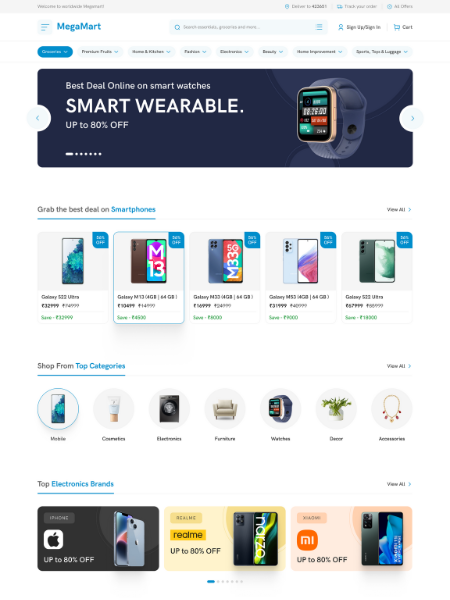 Welcome to worldwide Megamart!
Deliver to 423651
Track your order
All Offers
MegaMart
Search essentials, groceries and more...
Sign Up/Sign In
Cart
Groceries
Premium Fruits
Home & Kitchen
Fashion
Electronics
Beauty
Home Improvement
Sports, Toys & Luggage
Best Deal Online on smart watches
SMART WEARABLE.
UP to 80% OFF
Grab the best deal on Smartphones
View All
56%
OFF
56%
OFF
56%
OFF
56%
OFF
56%
OFF
Galaxy S22 Ultra
₹32999 ₹74999
Save - ₹32999
Galaxy M13 (4GB | 64 GB )
₹10499 ₹14999
Save - ₹4500
Galaxy M33 (4GB | 64 GB )
₹16999 ₹24999
Save - ₹8000
Galaxy M53 (4GB | 64 GB )
₹31999 ₹40999
Save - ₹9000
Galaxy S22 Ultra
₹67999 ₹85999
Save - ₹18000
Shop From Top Categories
View All
Mobile
Cosmetics
Electronics
Furniture
Watches
Decor
Accessories
Top Electronics Brands
View All
IPHONE
UP to 80% OFF
REALME
realme
UP to 80% OFF
narzo
XIAOMI
UP to 80% OFF